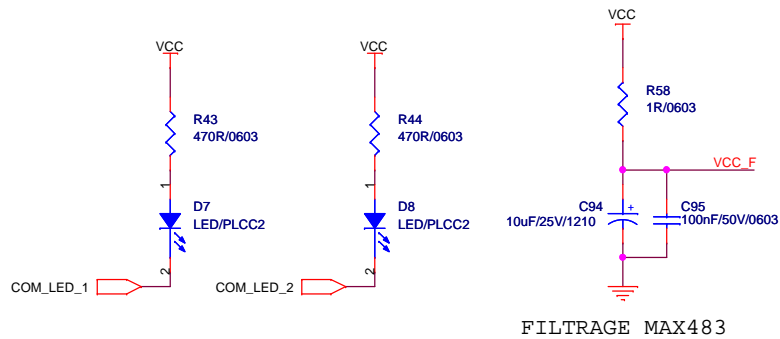 VCC
R43
470R/0603
1
D7
LED/PLCC2
2
COM_LED_1
VCC
R44
470R/0603
1
D8
LED/PLCC2
2
COM_LED_2
VCC
R58
1R/0603
VCC_F
C94
+
10uF/25V/1210
C95
100nF/50V/0603
FILTRAGE MAX483